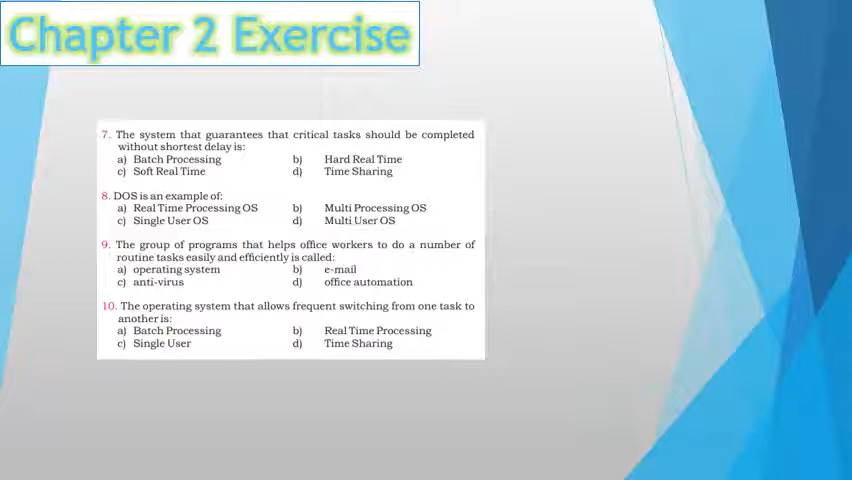 Chapter 2 Exercise
7. The system that guarantees that critical tasks should be completed
without shortest delay is:
a) Batch Processing b) Hard Real Time
c) Soft Real Time d) Time Sharing
8. DOS is an example of:
a) Real Time Processing OS b) Multi Processing OS
c) Single User OS d) Multi User OS
9. The group of programs that helps office workers to do a number of
routine tasks easily and efficiently is called:
a) operating system b) e-mail
c) anti-virus d) office automation
10. The operating system that allows frequent switching from one task to
another is:
a) Batch Processing b) Real Time Processing
c) Single User d) Time Sharing